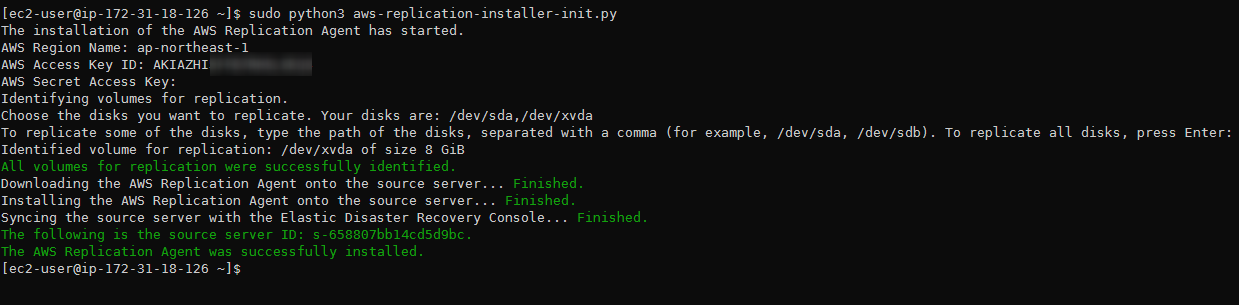 [ec2-user@ip-172-31-18-126 ~]$ sudo python3 aws-replication-installer-init.py
The installation of the AWS Replication Agent has started.
AWS Region Name: ap-northeast-1
AWS Access Key ID: AKIAZHI
AWS Secret Access Key:
Identifying volumes for replication.
Choose the disks you want to replicate. Your disks are: /dev/sda,/dev/xvda
To replicate some of the disks, type the path of the disks, separated with a comma (for example, /dev/sda, /dev/sdb). To replicate all disks, press Enter:
Identified volume for replication: /dev/xvda of size 8 GiB
All volumes for replication were successfully identified.
Downloading the AWS Replication Agent onto the source server... Finished.
Installing the AWS Replication Agent onto the source server... Finished.
Syncing the source server with the Elastic Disaster Recovery Console... Finished.
The following is the source server ID: s-658807bb14cd5d9bc.
The AWS Replication Agent was successfully installed.
[ec2-user@ip-172-31-18-126 ~]$